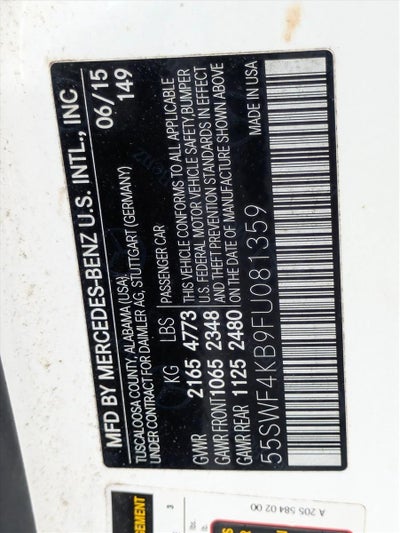 MFD BY MERCEDES-BENZ U.S. INTL., INC
TUSCALOOSA COUNTY, ALABAMA (USA) 06/15
UNDER CONTRACT FOR DAIMLER AG, STUTTGART (GERMANY) 149
KG LBS PASSENGER CAR
GVWR 2165 4773 THIS VEHICLE CONFORMS TO ALL APPLICABLE
U.S. FEDERAL MOTOR VEHICLE SAFETY,BUMPER
GAWR FRONT 1065 2348 AND THEFT PREVENTION STANDARDS IN EFFECT
GAWR REAR 1125 2480 ON THE DATE OF MANUFACTURE SHOWN ABOVE
55SWF4KB9FU081359 MADE IN USA
A 205 584 02 00
3